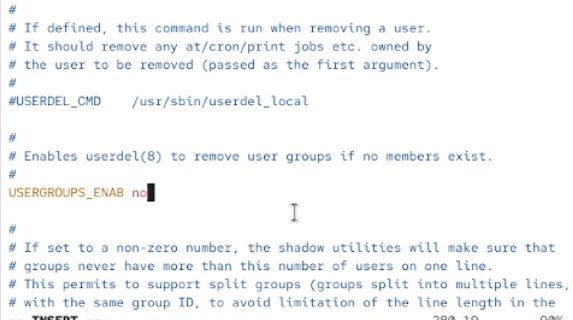 #
# If defined, this command is run when removing a user.
# It should remove any at/cron/print jobs etc. owned by
# the user to be removed (passed as the first argument).
#
#USERDEL_CMD    /usr/sbin/userdel_local
#
# Enables userdel(8) to remove user groups if no members exist.
#
USERGROUPS_ENAB no
#
# If set to a non-zero number, the shadow utilities will make sure that
# groups never have more than this number of users on one line.
# This permits to support split groups (groups split into multiple lines,
# with the same group ID, to avoid limitation of the line length in the
-- INSERT -- 280,19 90%